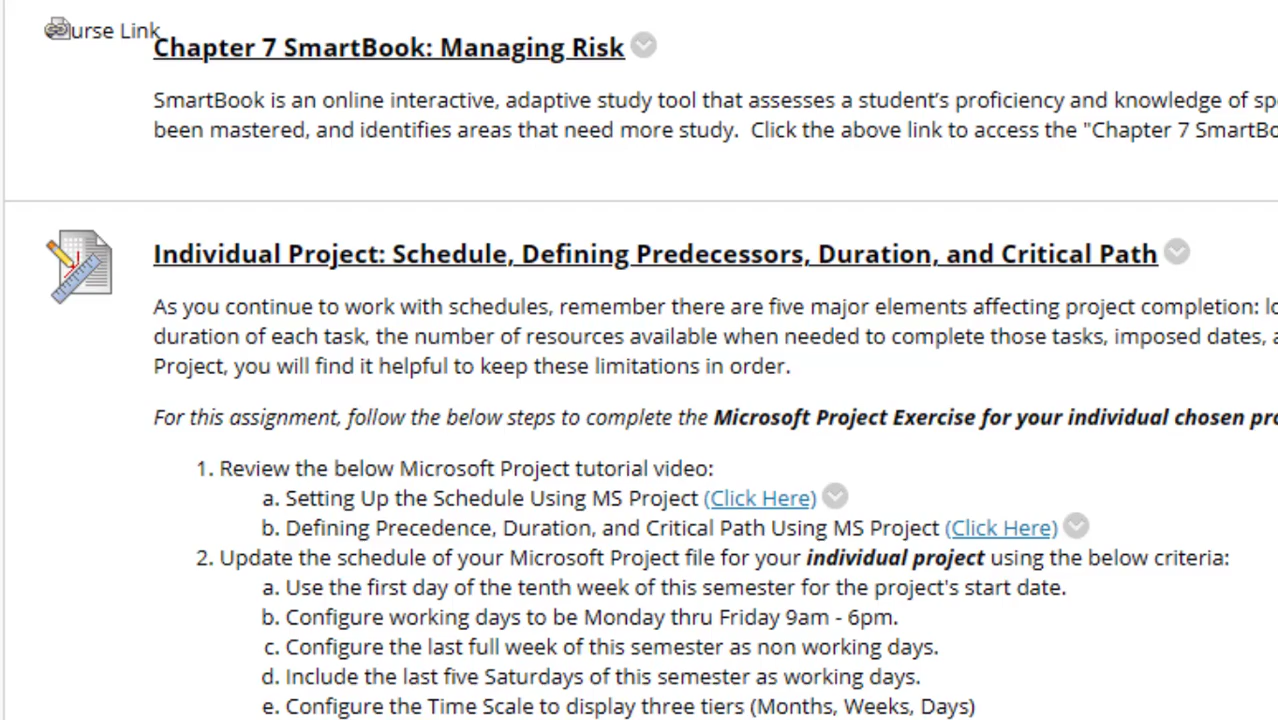 urse Link
Chapter 7 SmartBook: Managing Risk
SmartBook is an online interactive, adaptive study tool that assesses a student's proficiency and knowledge of
been mastered, and identifies areas that need more study.  Click the above link to access the "Chapter 7
Individual Project: Schedule, Defining Predecessors, Duration, and Critical Path
As you continue to work with schedules, remember there are five major elements affecting project completion:
duration of each task, the number of resources available when needed to complete those tasks, imposed dates,
Project, you will find it helpful to keep these limitations in order.
For this assignment, follow the below steps to complete the Microsoft Project Exercise for your individual chosen
1. Review the below Microsoft Project tutorial video:
a. Setting Up the Schedule Using MS Project (Click Here)
b. Defining Precedence, Duration, and Critical Path Using MS Project (Click Here)
2. Update the schedule of your Microsoft Project file for your individual project using the below criteria:
a. Use the first day of the tenth week of this semester for the project's start date.
b. Configure working days to be Monday thru Friday 9am - 6pm.
c. Configure the last full week of this semester as non working days.
d. Include the last five Saturdays of this semester as working days.
e. Configure the Time Scale to display three tiers (Months, Weeks, Days)